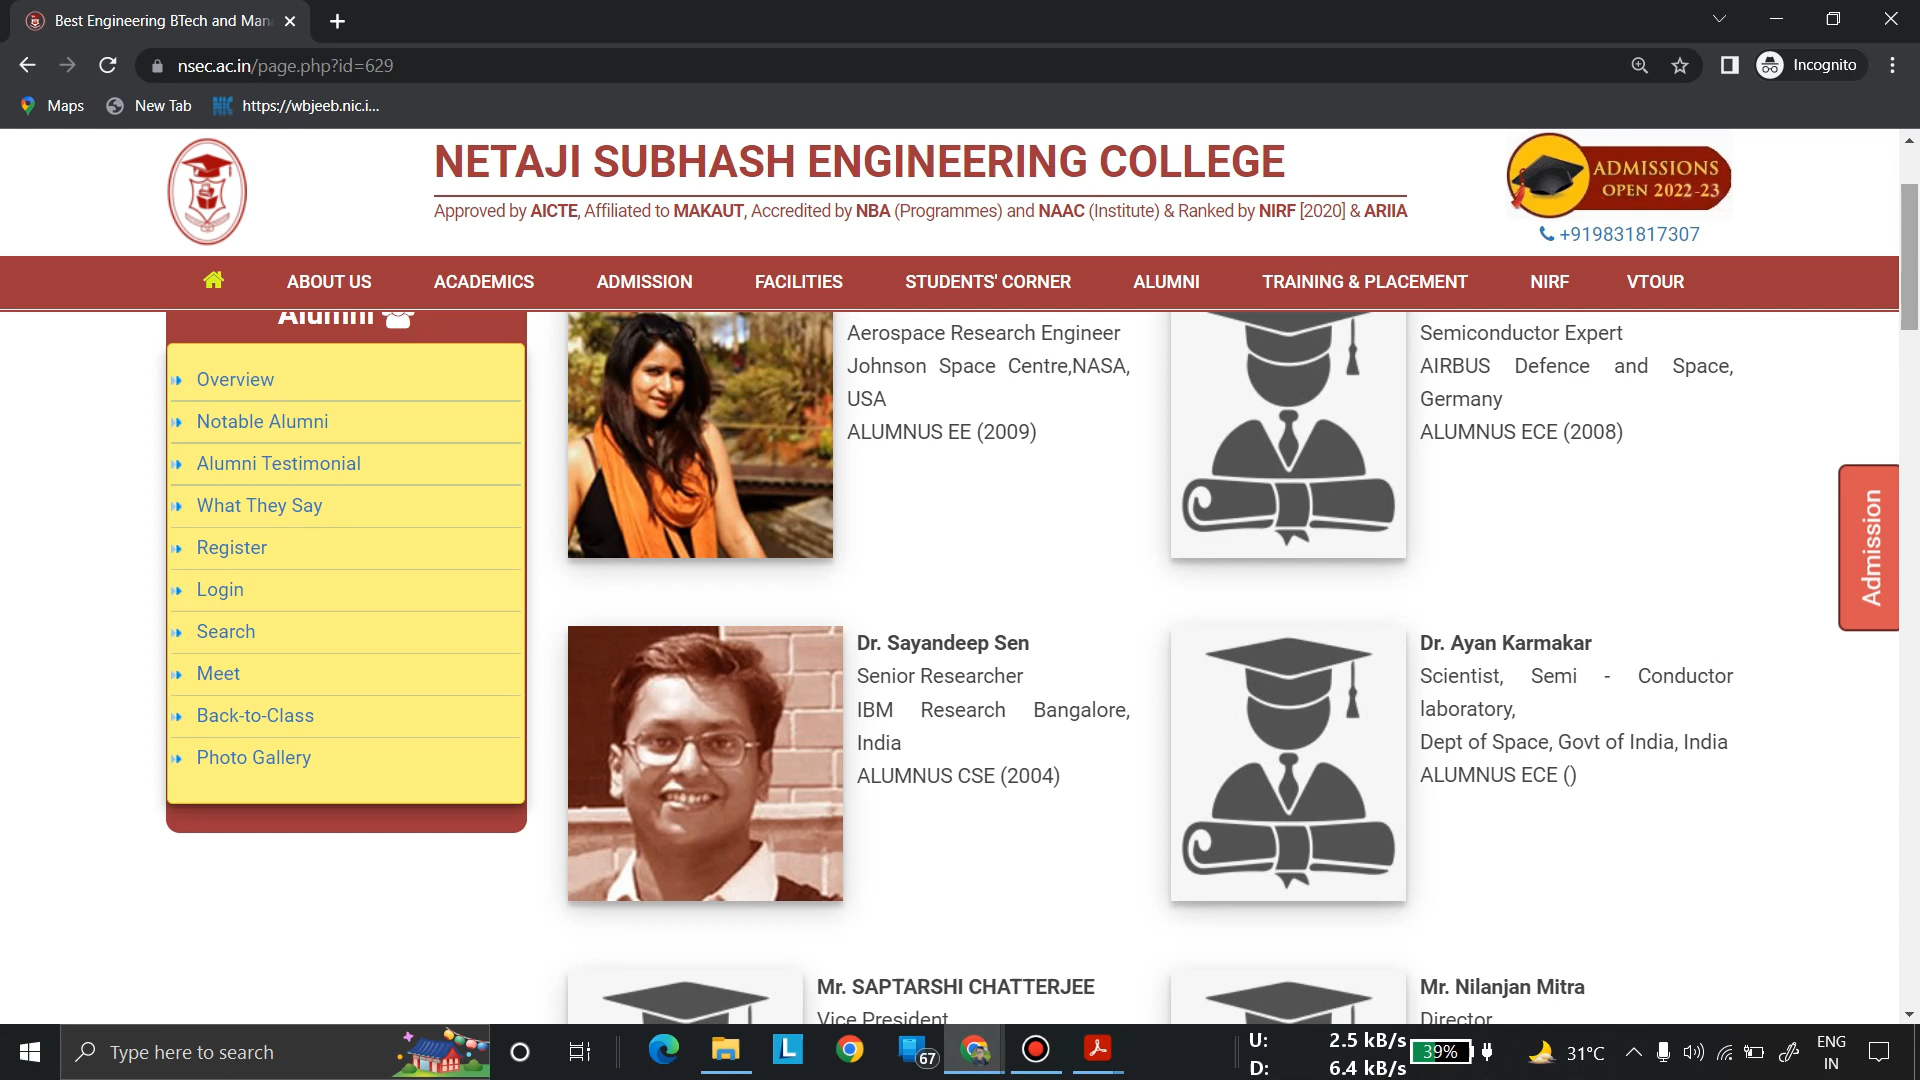 Best Engineering BTech and Man
nsec.ac.in/page.php?id=629
Incognito
Maps
New Tab
https://wbjeeb.nic.i...
NETAJI SUBHASH ENGINEERING COLLEGE
Approved by AICTE, Affiliated to MAKAUT, Accredited by NBA (Programmes) and NAAC (Institute) & Ranked by NIRF [2020] & ARIIA
ADMISSIONS
OPEN 2022-23
+919831817307
ABOUT US
ACADEMICS
ADMISSION
FACILITIES
STUDENTS' CORNER
ALUMNI
TRAINING & PLACEMENT
NIRF
VTOUR
Alumni
Overview
Notable Alumni
Alumni Testimonial
What They Say
Register
Login
Search
Meet
Back-to-Class
Photo Gallery
Aerospace Research Engineer
Johnson Space Centre,NASA,
USA
ALUMNUS EE (2009)
Semiconductor Expert
AIRBUS Defence and Space,
Germany
ALUMNUS ECE (2008)
Dr. Sayandeep Sen
Senior Researcher
IBM Research Bangalore,
India
ALUMNUS CSE (2004)
Dr. Ayan Karmakar
Scientist, Semi - Conductor
laboratory,
Dept of Space, Govt of India, India
ALUMNUS ECE ()
Mr. SAPTARSHI CHATTERJEE
Vice President
Mr. Nilanjan Mitra
Director
Admission
Type here to search
L
67
U: 2.5 kB/s
D: 6.4 kB/s
39%
31°C
ENG
IN